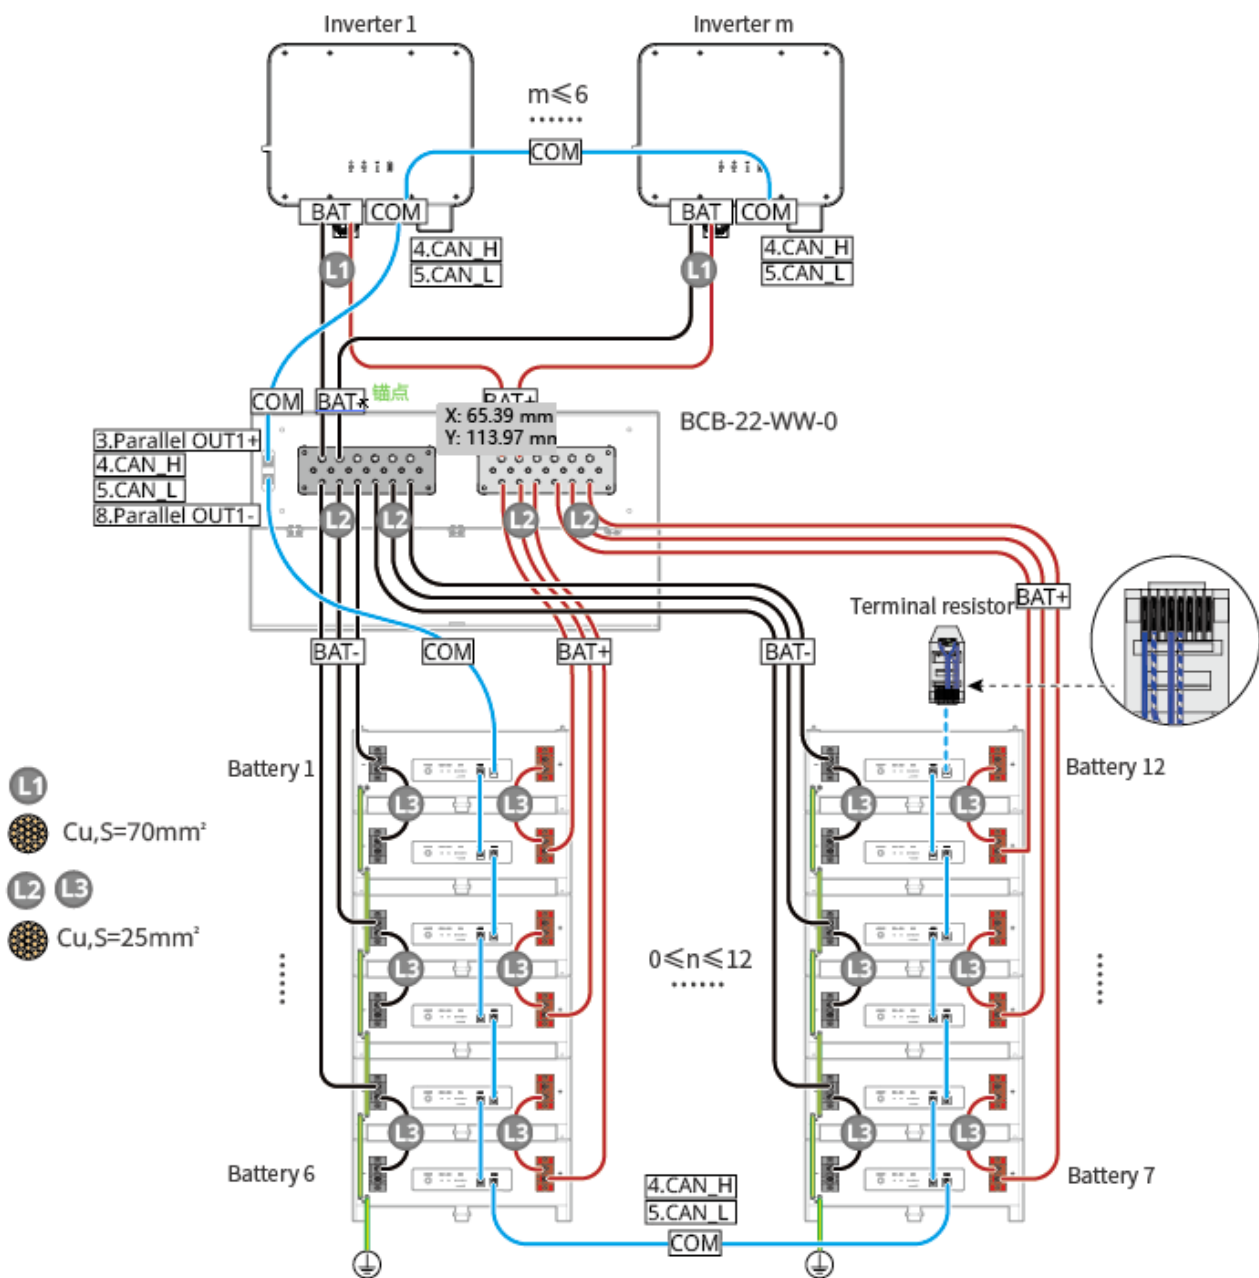 Inverter 1
Inverter m
m≤6
COM
BAT
COM
BAT
COM
4.CAN_H
5.CAN_L
4.CAN_H
5.CAN_L
L1
L1
COM
BAT+
锚点
BAT+
X: 65.39 mm
Y: 113.97 mm
BCB-22-WW-0
3.Parallel OUT1+
4.CAN_H
5.CAN_L
8.Parallel OUT1-
L2
L2
L2
L2
Terminal resistor
BAT+
BAT-
COM
BAT+
BAT-
Battery 1
Battery 12
L1
Cu,S=70mm²
L2
L3
Cu,S=25mm²
L3
L3
L3
L3
0≤n≤12
L3
L3
L3
L3
L3
L3
L3
L3
Battery 6
Battery 7
4.CAN_H
5.CAN_L
COM